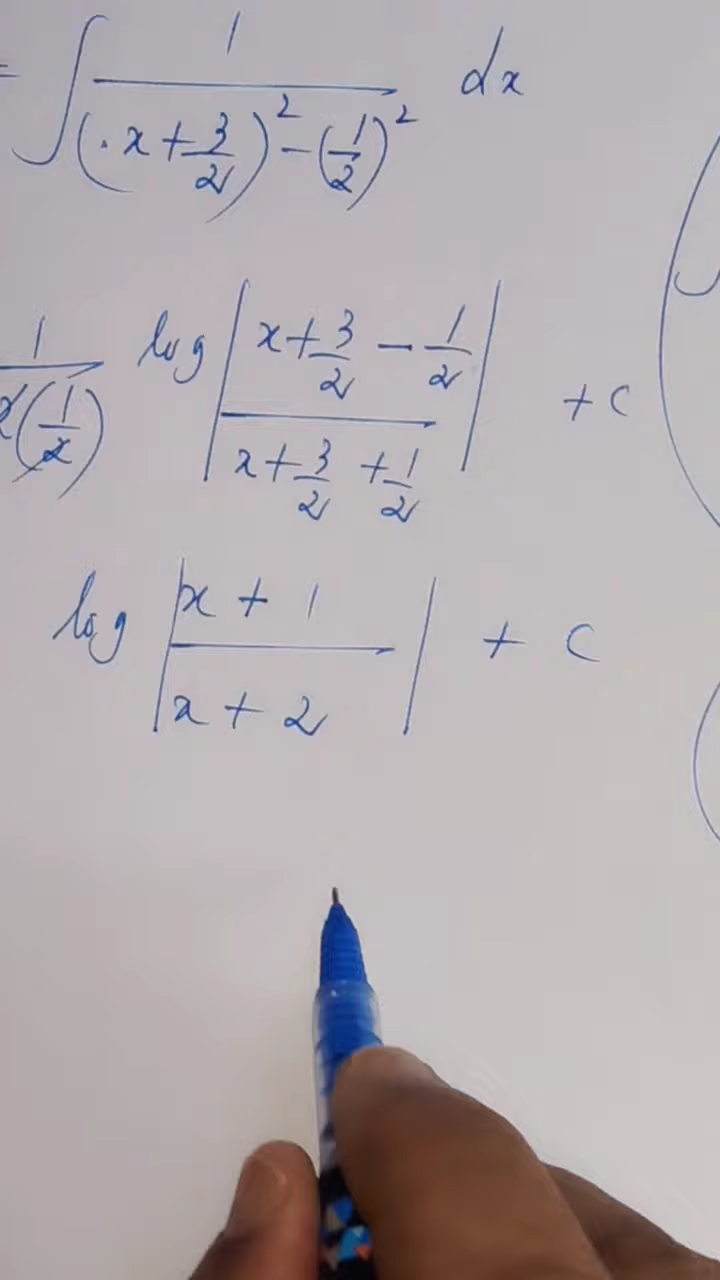 = ∫ 1/((x + 3/2)² - (1/2)²) dx
1/(2(1/2)) log |(x + 3/2 - 1/2)/(x + 3/2 + 1/2)| + c
log |(x + 1)/(x + 2)| + c